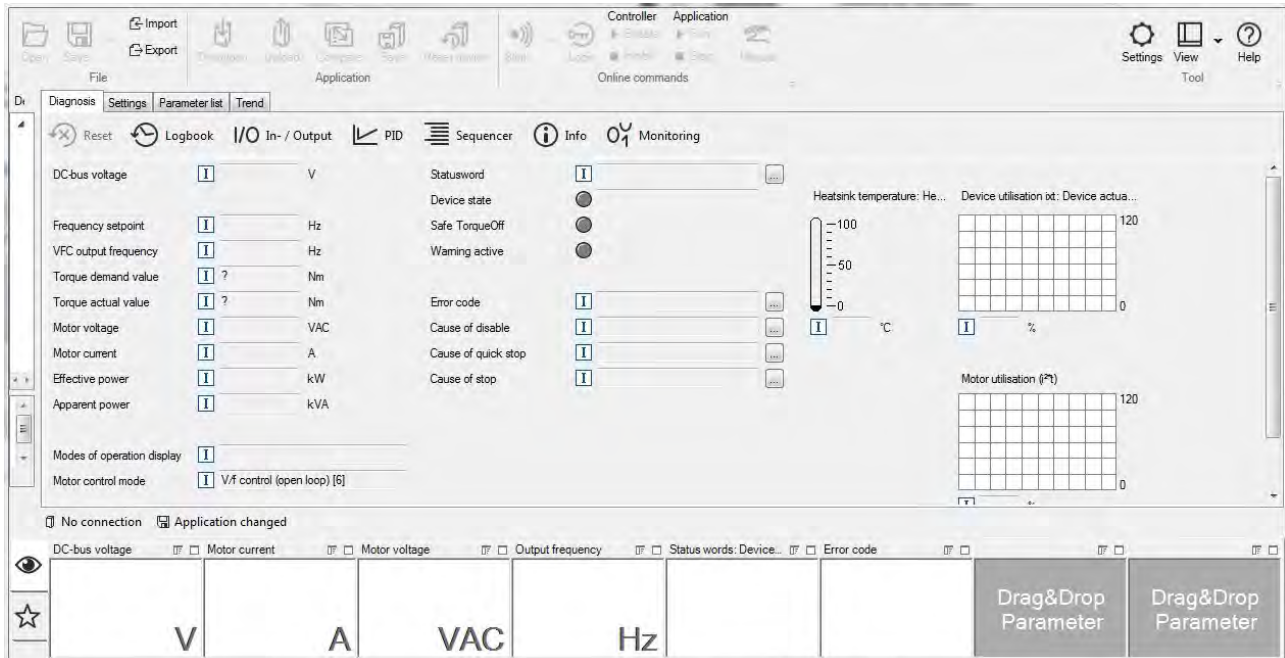 Controller Application
Import
Export
Open Save Download Upload
File
Application
Online commands
Settings View Help
Tool
Diagnosis Settings Parameter list Trend
Reset Logbook I/O In- / Output PID Sequencer Info Monitoring
DC-bus voltage I V
Frequency setpoint I Hz
VFC output frequency I Hz
Torque demand value I ? Nm
Torque actual value I ? Nm
Motor voltage I VAC
Motor current I A
Effective power I kW
Apparent power I kVA
Modes of operation display I
Motor control mode I V/f control (open loop) [6]
Statusword I ...
Device state
Safe TorqueOff
Warning active
Error code I ...
Cause of disable I ...
Cause of quick stop I ...
Cause of stop I ...
Heatsink temperature: He...
100
50
0
I °C
Device utilisation ixt: Device actua...
120
0
I %
Motor utilisation (i²t)
120
0
No connection Application changed
DC-bus voltage Motor current Motor voltage Output frequency Status words: Device... Error code
V A VAC Hz
Drag&Drop
Parameter
Drag&Drop
Parameter